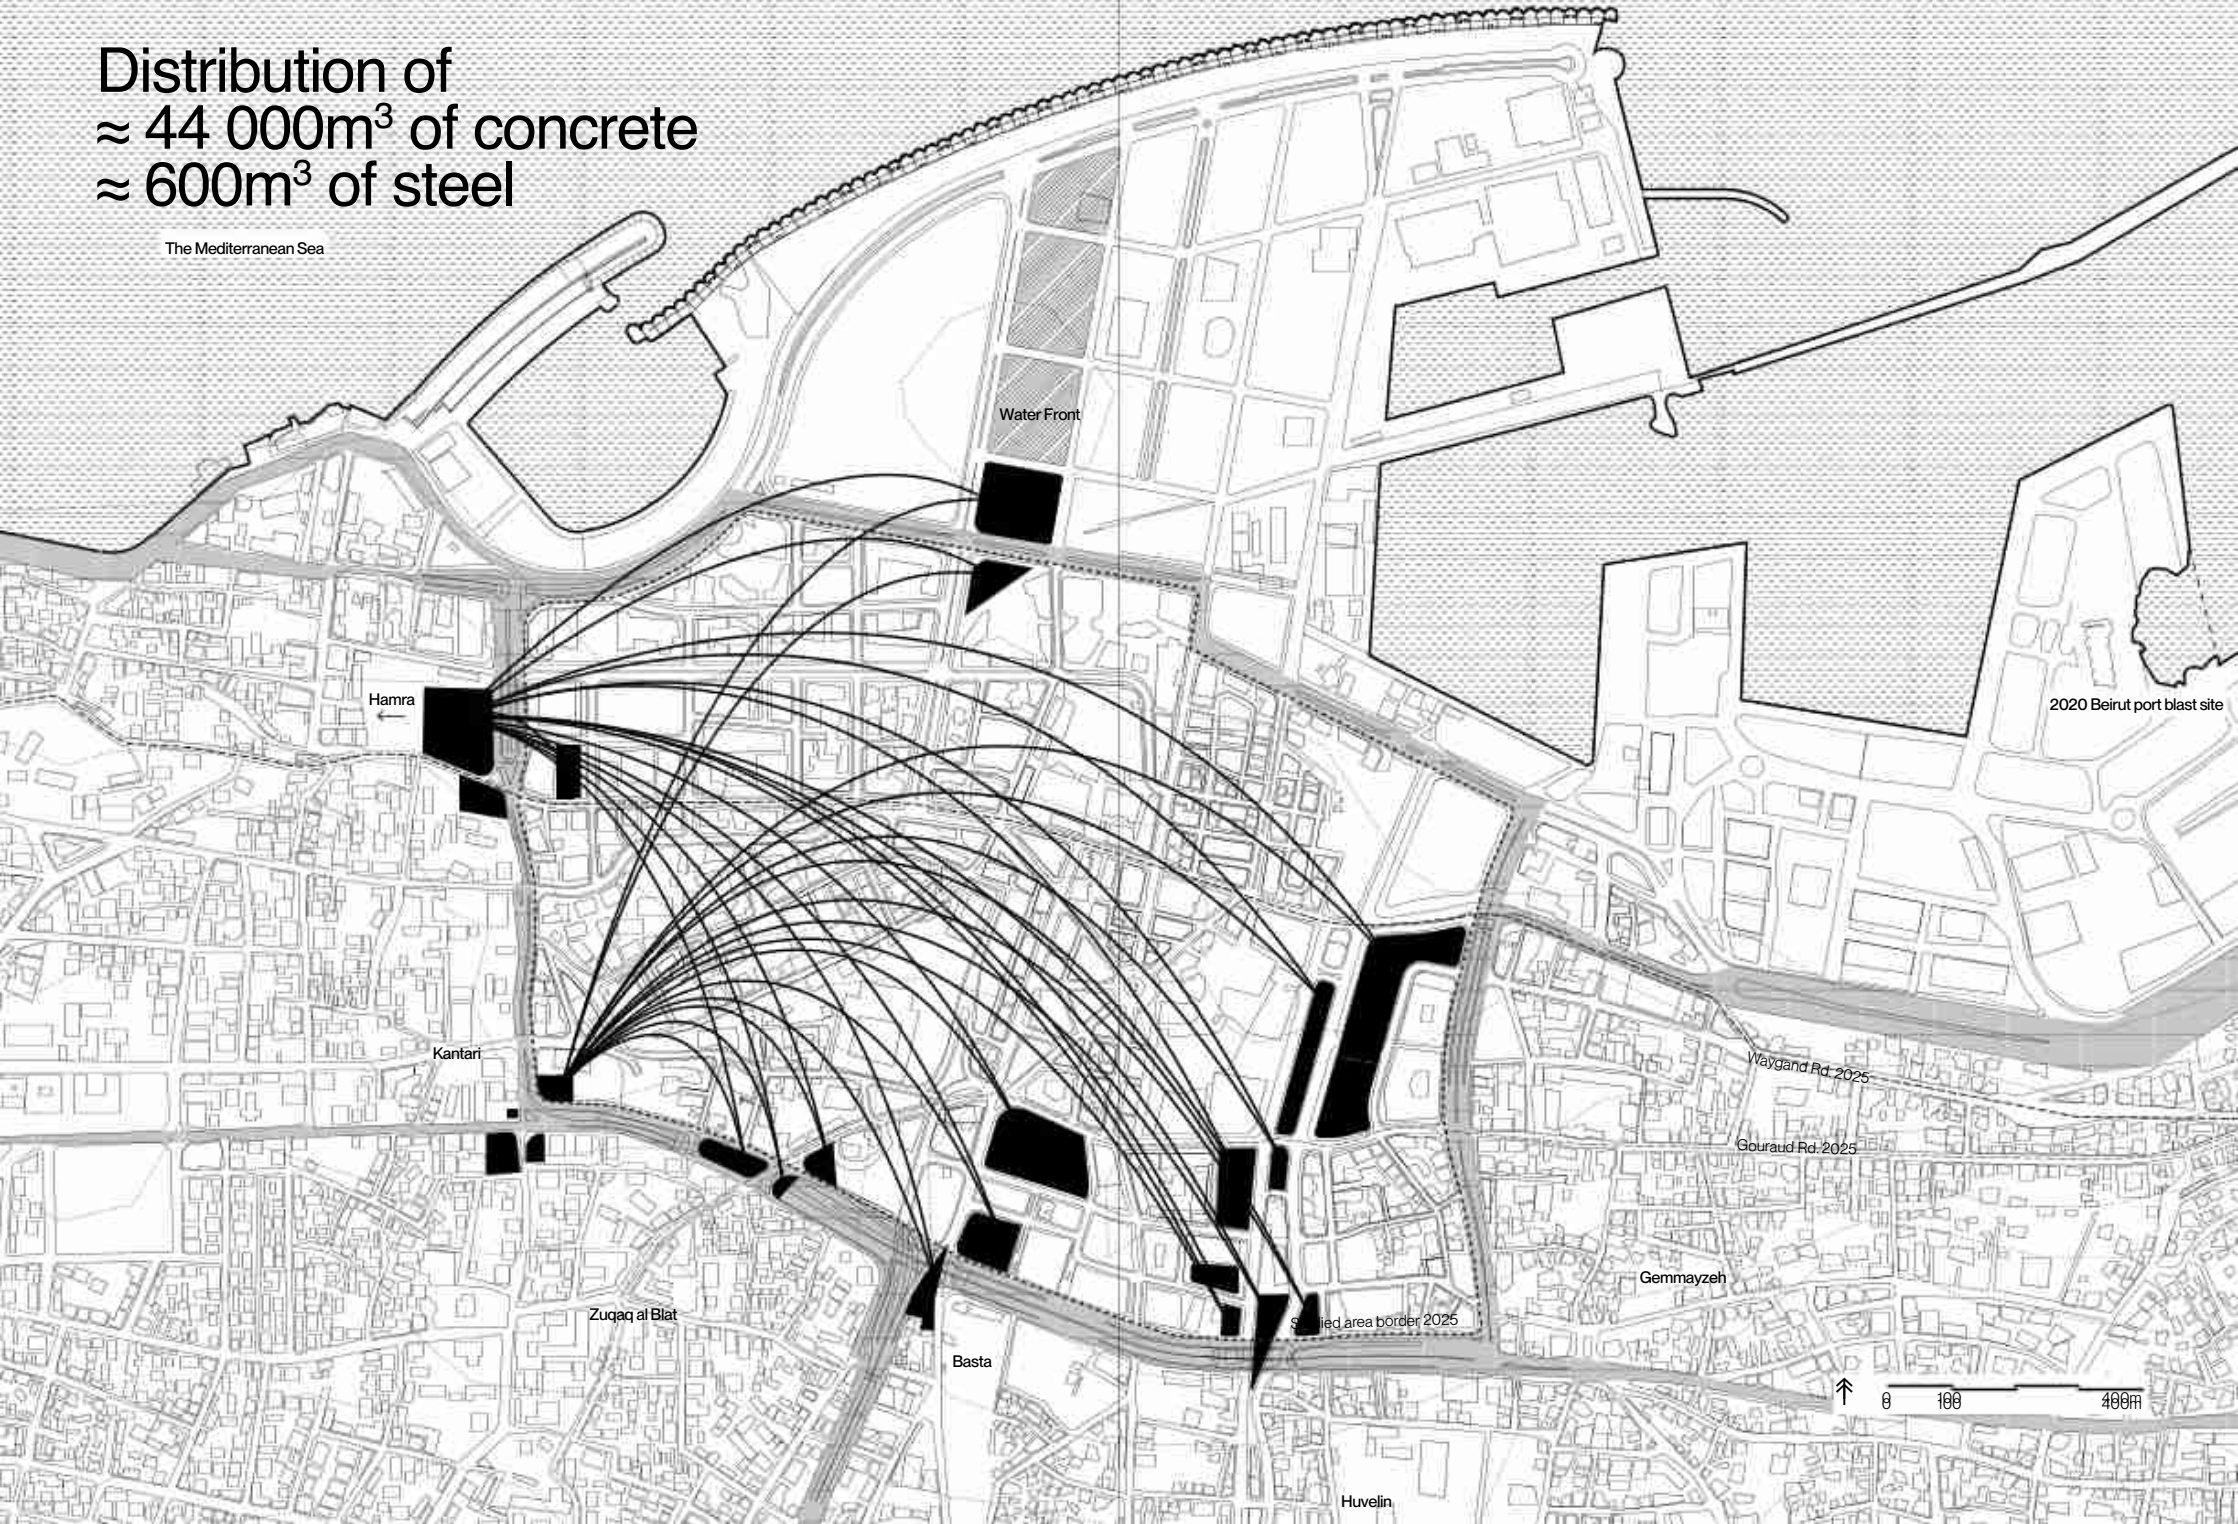 Distribution of
≈ 44 000m³ of concrete
≈ 600m³ of steel
The Mediterranean Sea
Water Front
Hamra
←
2020 Beirut port blast site
Kantari
Waygand Rd. 2025
Gouraud Rd. 2025
Gemmayzeh
Zuqaq al Blat
area border 2025
Basta
0 100 400m
Huvelin